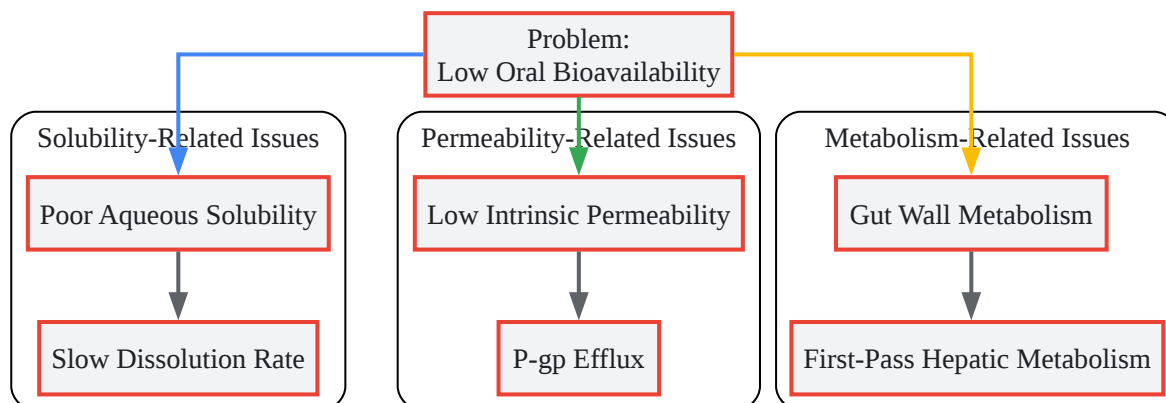 Problem:
Low Oral Bioavailability
Solubility-Related Issues
Permeability-Related Issues
Metabolism-Related Issues
Poor Aqueous Solubility
Low Intrinsic Permeability
Gut Wall Metabolism
Slow Dissolution Rate
P-gp Efflux
First-Pass Hepatic Metabolism